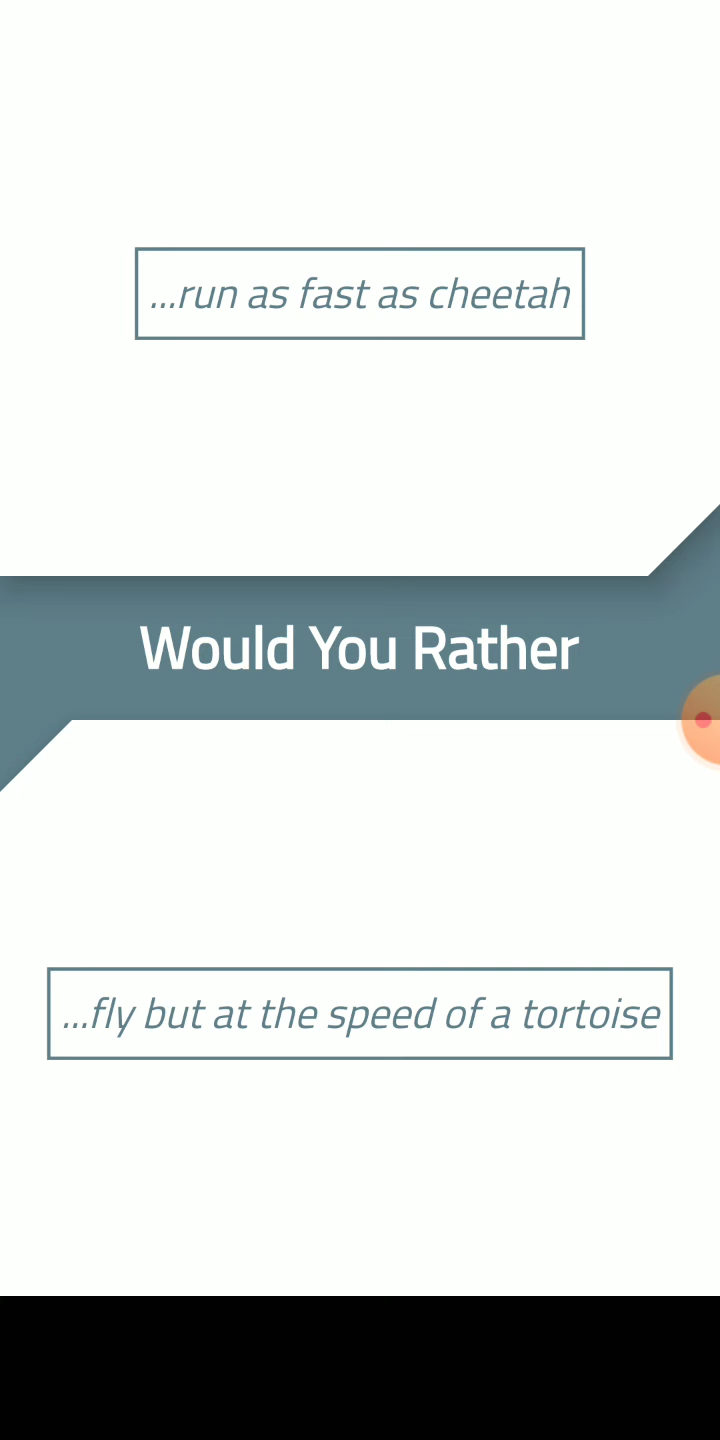 ...run as fast as cheetah
Would You Rather
...fly but at the speed of a tortoise